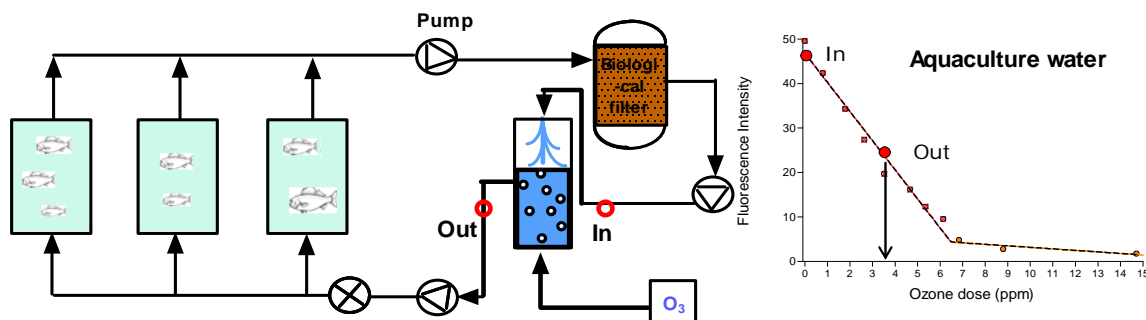 Pump
Biologi
-cal
filter
Out
In
O₃
Aquaculture water
In
Out
Fluorescence Intensity
50
40
30
20
10
0
0 1 2 3 4 5 6 7 8 9 10 11 12 13 14 15
Ozone dose (ppm)